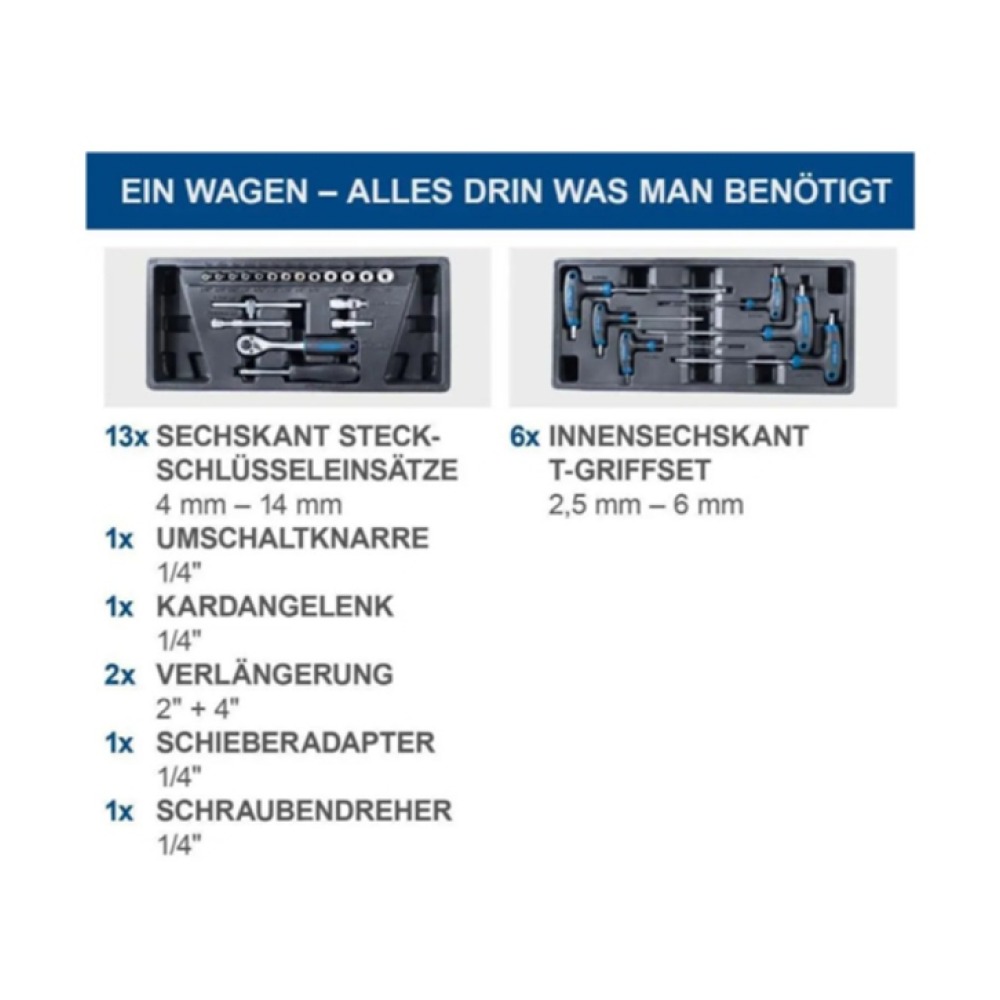 EIN WAGEN – ALLES DRIN WAS MAN BENÖTIGT
13x SECHSKANT STECK-
SCHLÜSSELEINSÄTZE
4 mm – 14 mm
1x UMSCHALTKNARRE
1/4"
1x KARDANGELENK
1/4"
2x VERLÄNGERUNG
2" + 4"
1x SCHIEBERADAPTER
1/4"
1x SCHRAUBENDREHER
1/4"
6x INNENSECHSKANT
T-GRIFFSET
2,5 mm – 6 mm